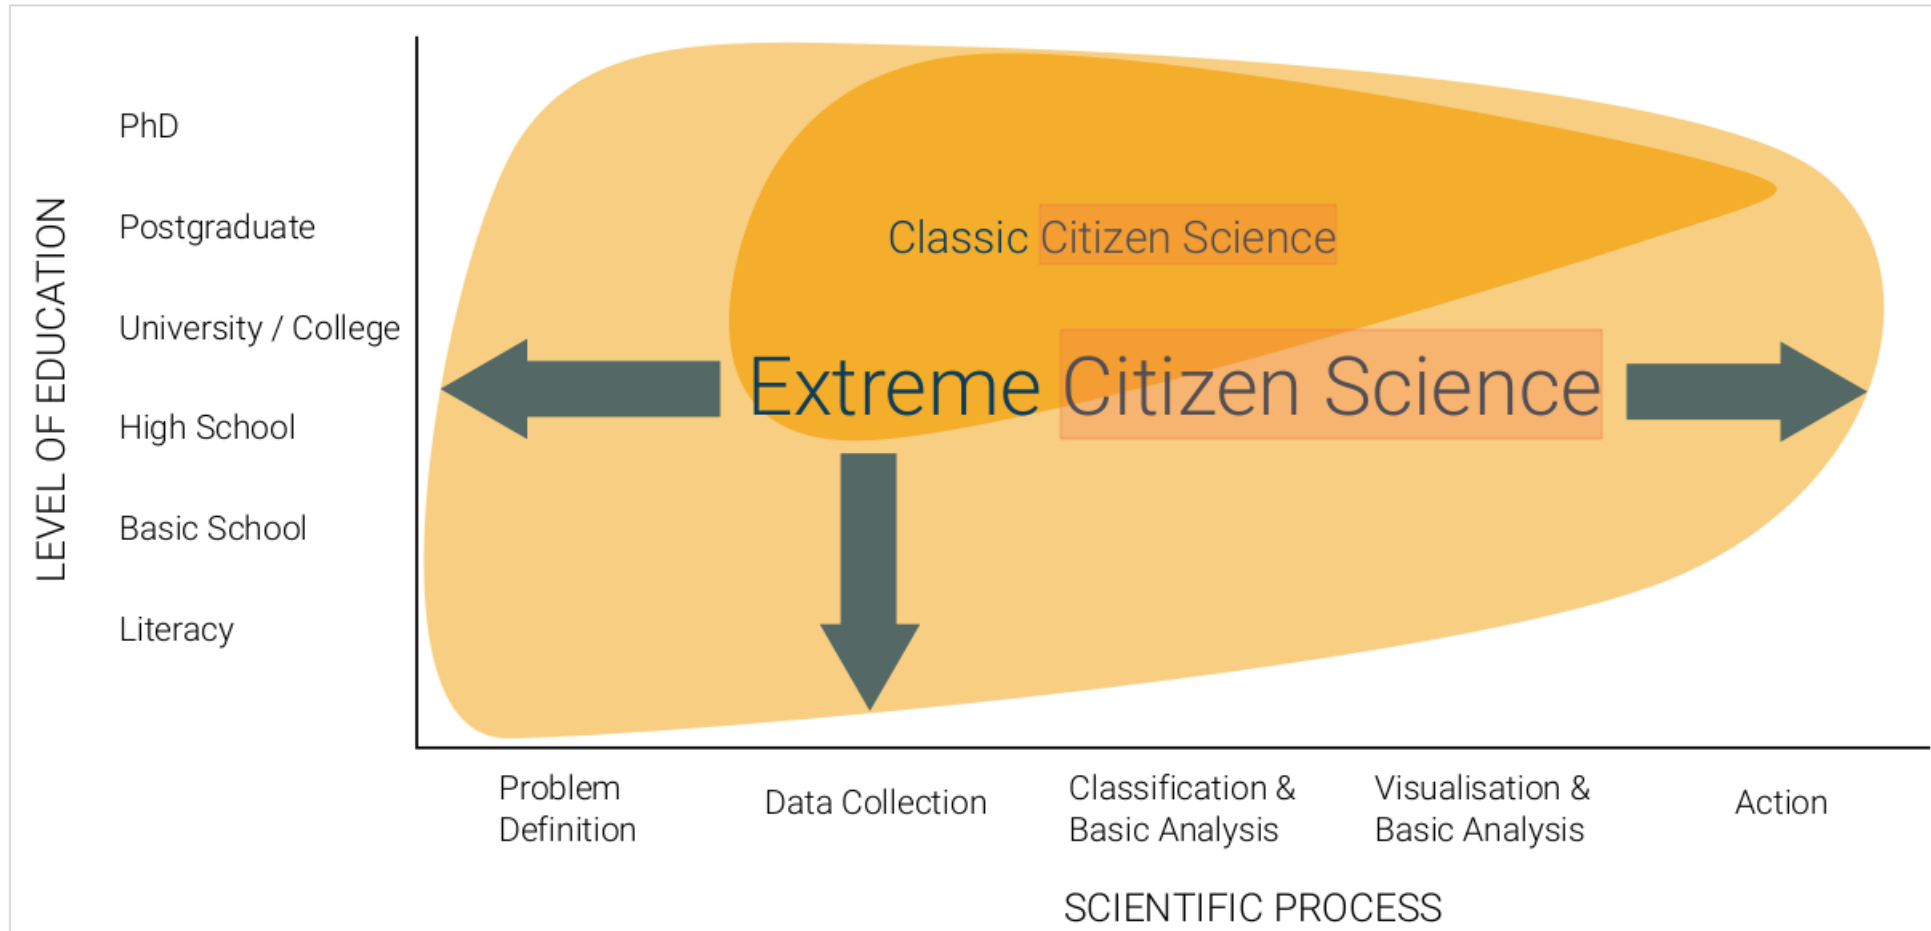 LEVEL OF EDUCATION
PhD
Postgraduate
University / College
High School
Basic School
Literacy
Classic Citizen Science
Extreme Citizen Science
Problem
Definition
Data Collection
Classification &
Basic Analysis
Visualisation &
Basic Analysis
Action
SCIENTIFIC PROCESS